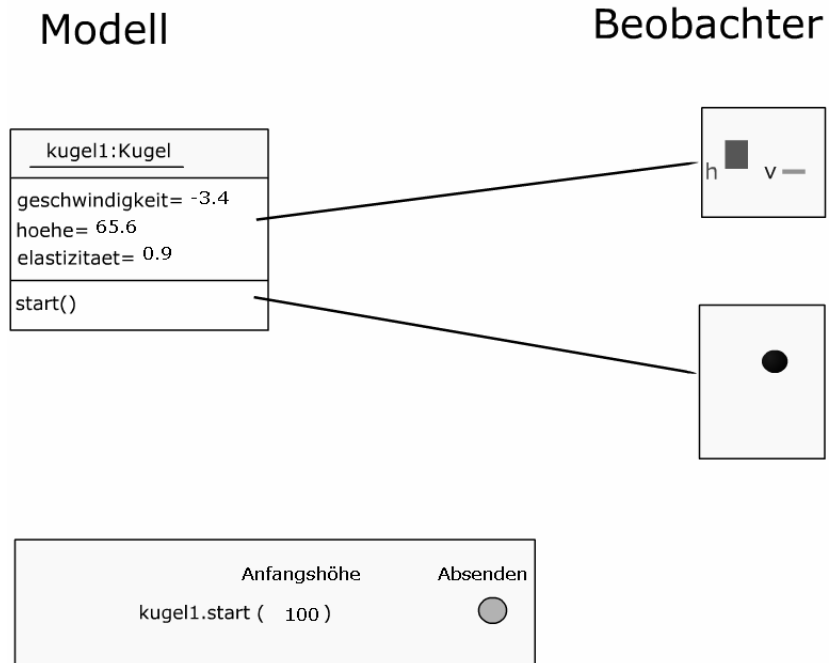 Modell
Beobachter
kugel1:Kugel
geschwindigkeit= -3.4
hoehe= 65.6
elastizitaet= 0.9
start()
h v
Anfangshöhe Absenden
kugel1.start ( 100 )